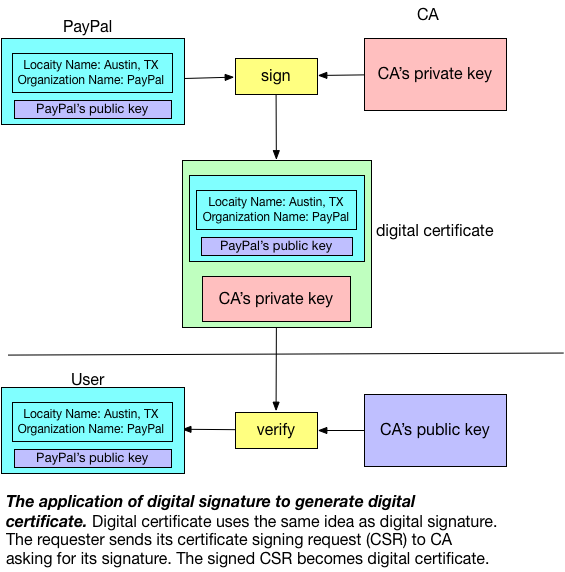 PayPal
CA
Locaity Name: Austin, TX
Organization Name: PayPal
PayPal's public key
sign
CA's private key
Locaity Name: Austin, TX
Organization Name: PayPal
PayPal's public key
digital certificate
CA's private key
User
Locaity Name: Austin, TX
Organization Name: PayPal
PayPal's public key
verify
CA's public key
The application of digital signature to generate digital
certificate. Digital certificate uses the same idea as digital signature.
The requester sends its certificate signing request (CSR) to CA
asking for its signature. The signed CSR becomes digital certificate.